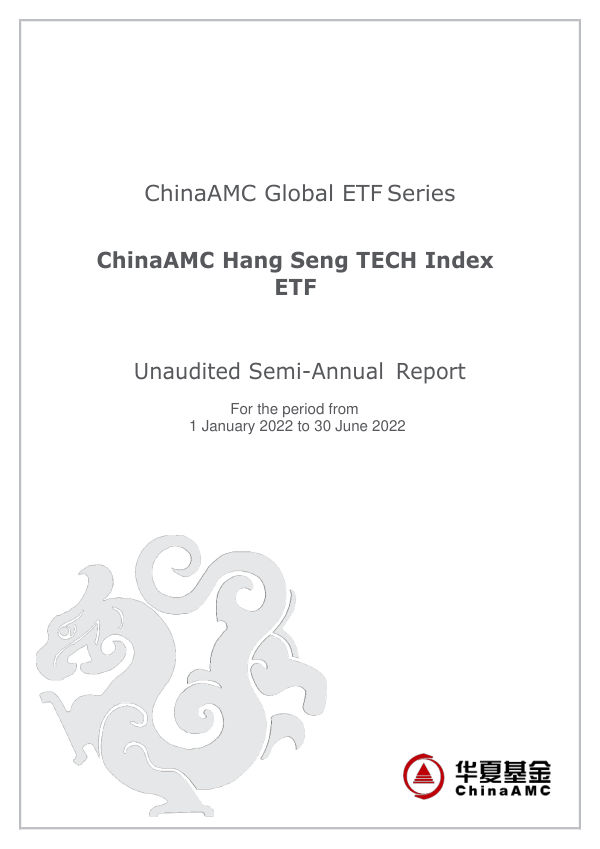 ChinaAMC Global ETF Series
ChinaAMC Hang Seng TECH Index
ETF
Unaudited Semi-Annual Report
For the period from
1 January 2022 to 30 June 2022
华夏基金
ChinaAMC